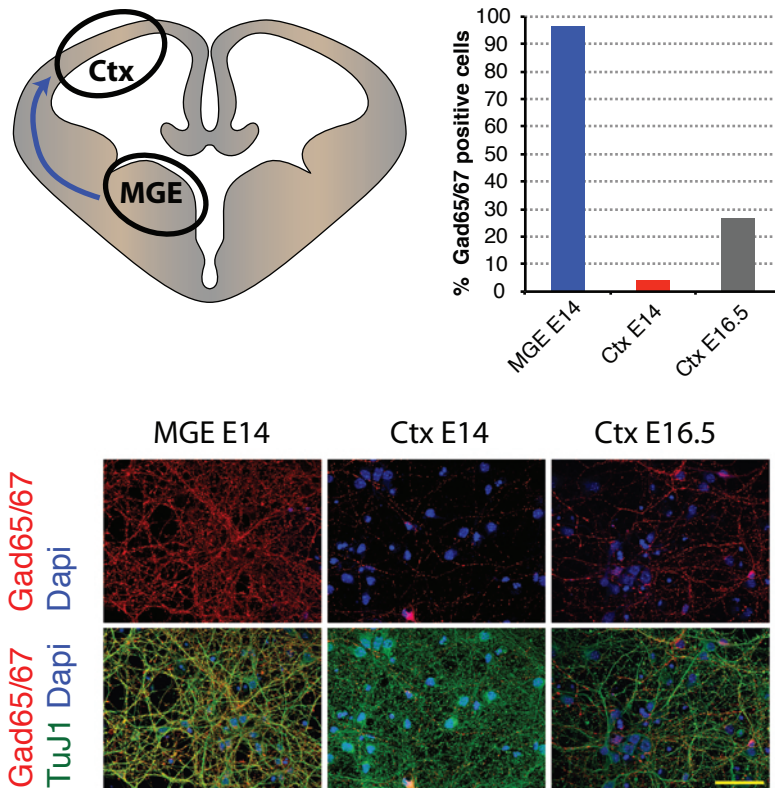 Ctx
MGE
% Gad65/67 positive cells
100
90
80
70
60
50
40
30
20
10
0
MGE E14
Ctx E14
Ctx E16.5
MGE E14
Ctx E14
Ctx E16.5
Gad65/67
Dapi
Gad65/67
TuJ1 Dapi